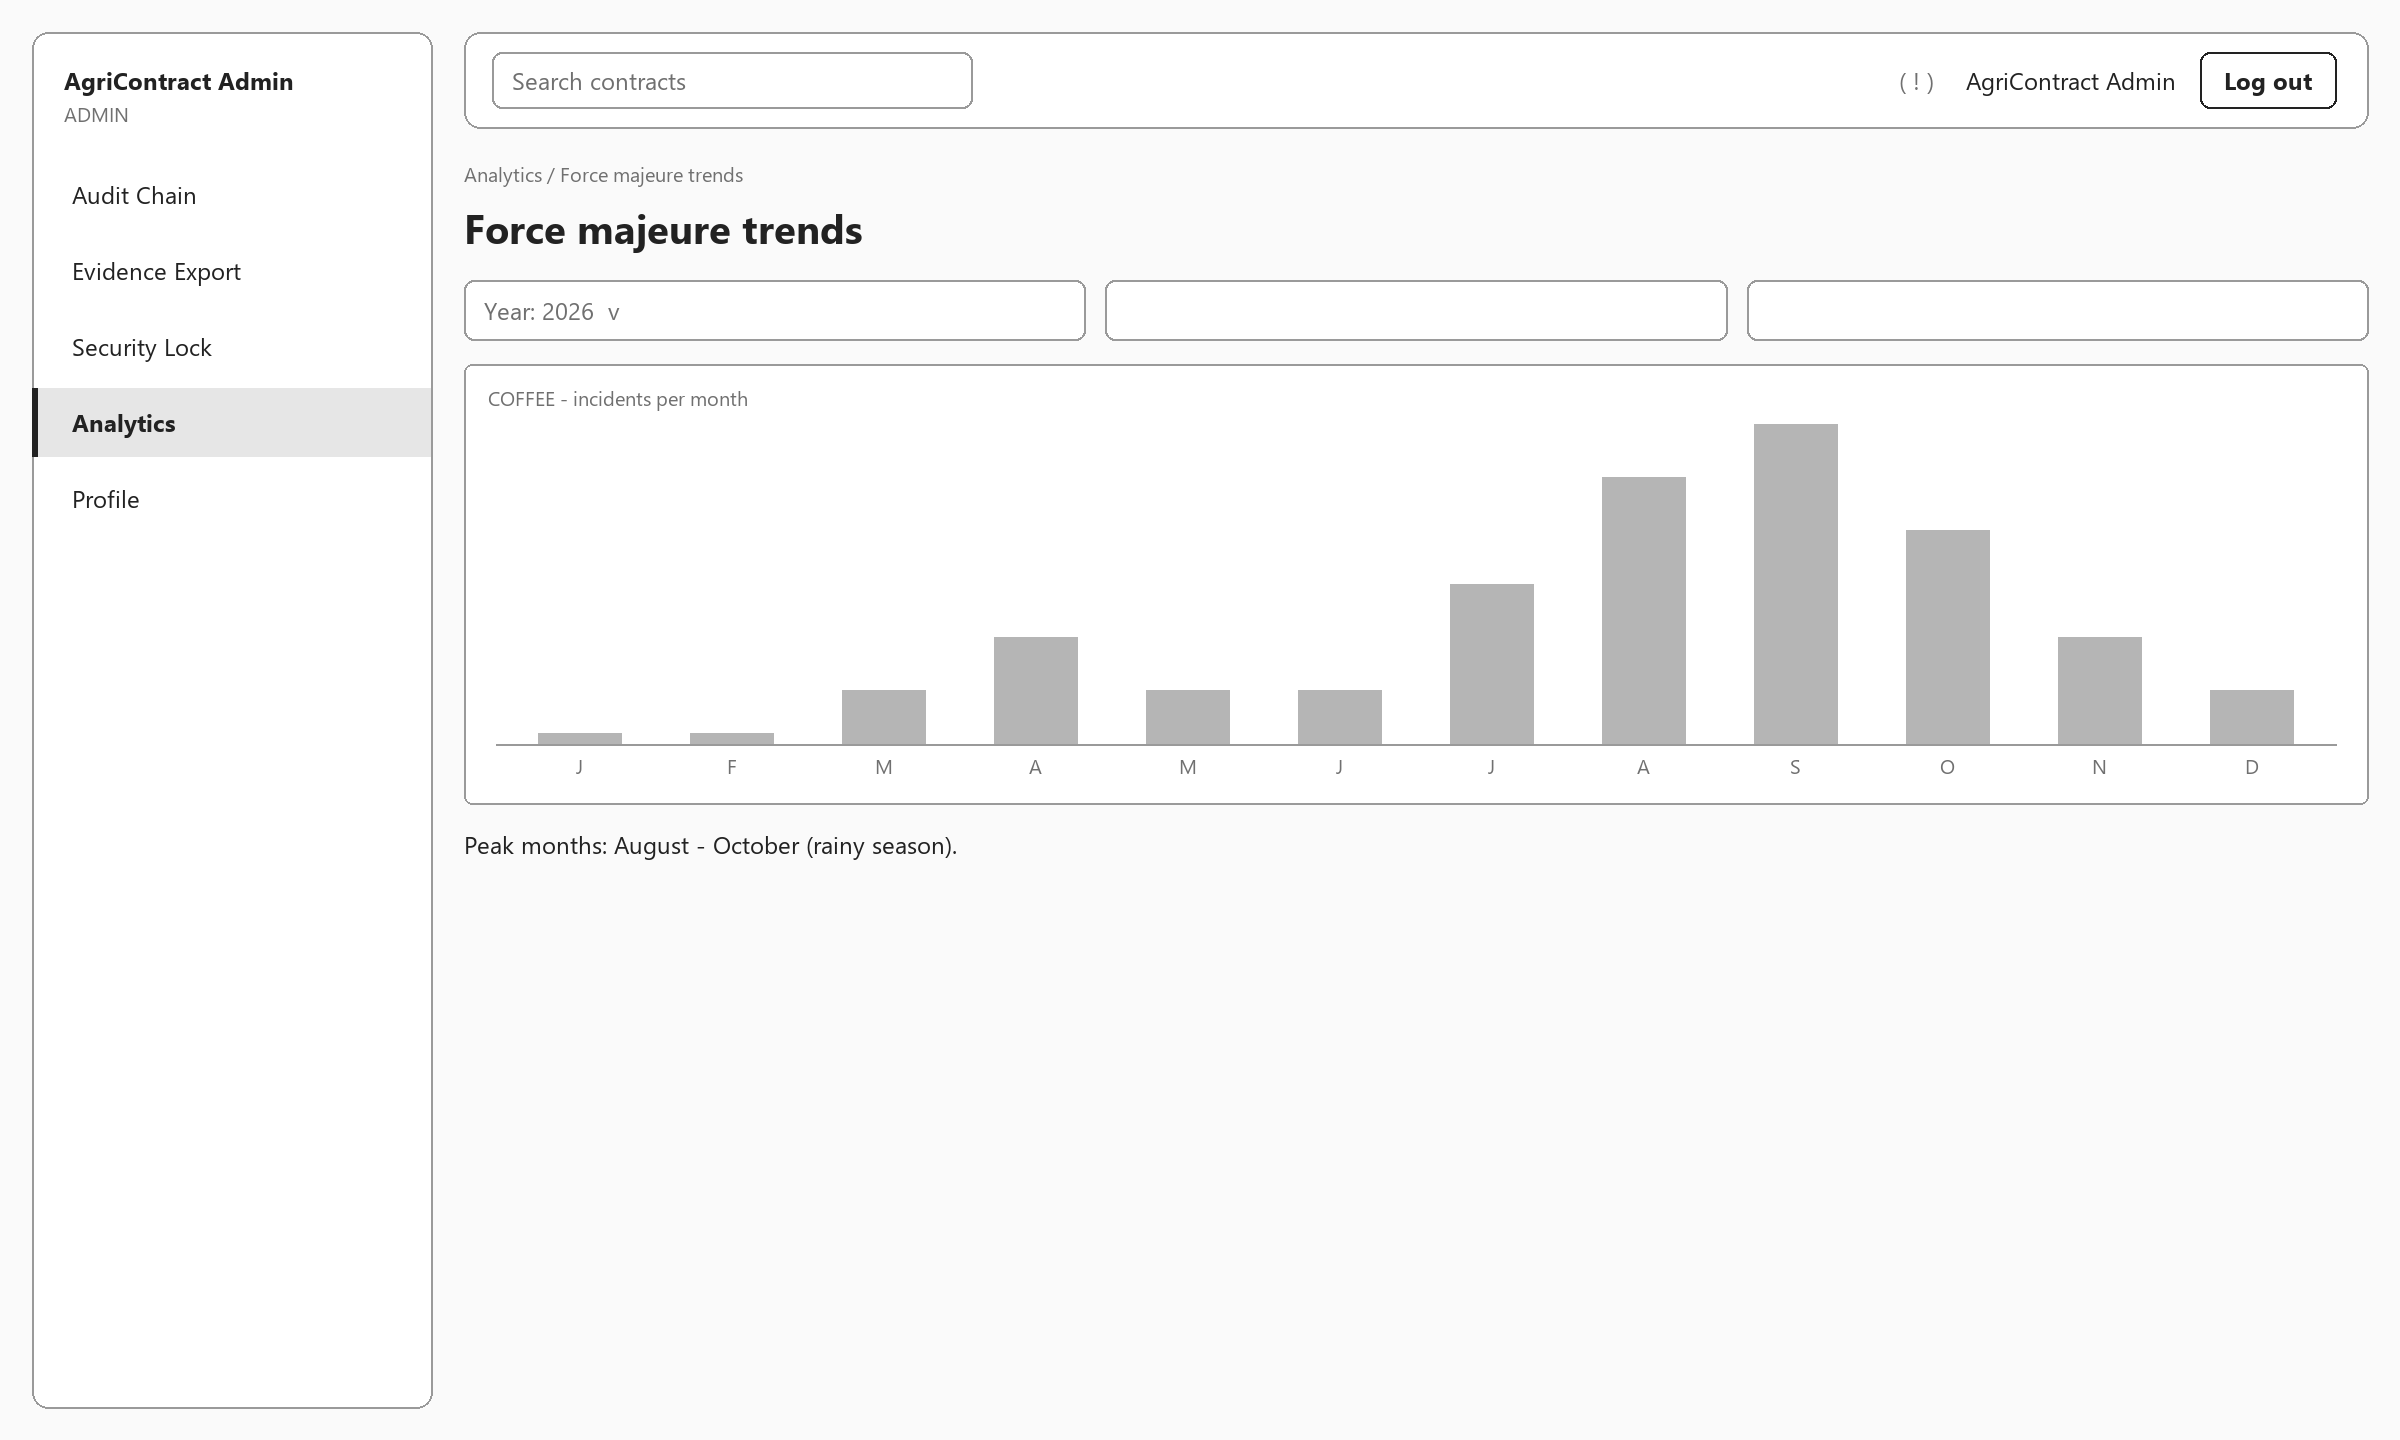 AgriContract Admin
ADMIN
Audit Chain
Evidence Export
Security Lock
Analytics
Profile
Search contracts
( ! )
AgriContract Admin
Log out
Analytics / Force majeure trends
Force majeure trends
Year: 2026 v
COFFEE - incidents per month
J F M A M J J A S O N D
Peak months: August - October (rainy season).